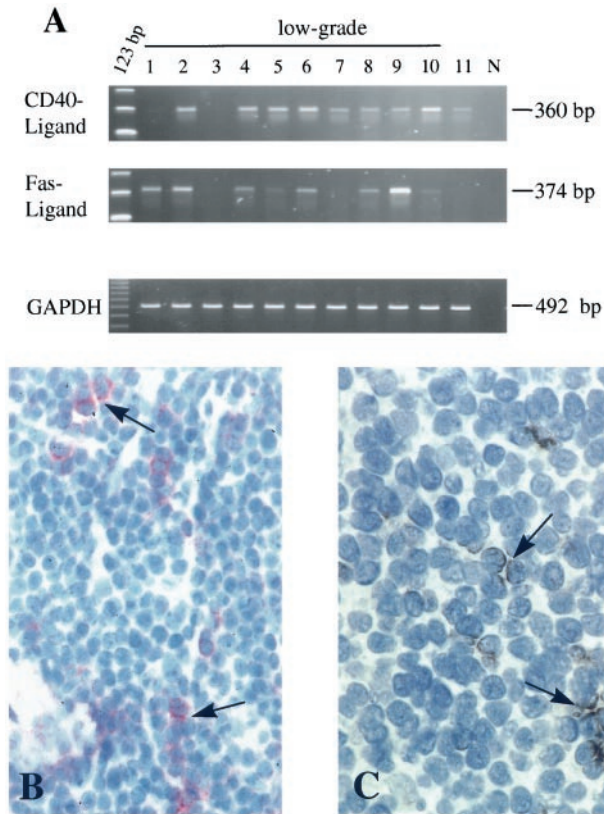 A
low-grade
123 bp
1 2 3 4 5 6 7 8 9 10 11 N
CD40-
Ligand
360 bp
Fas-
Ligand
374 bp
GAPDH
492 bp
B
C